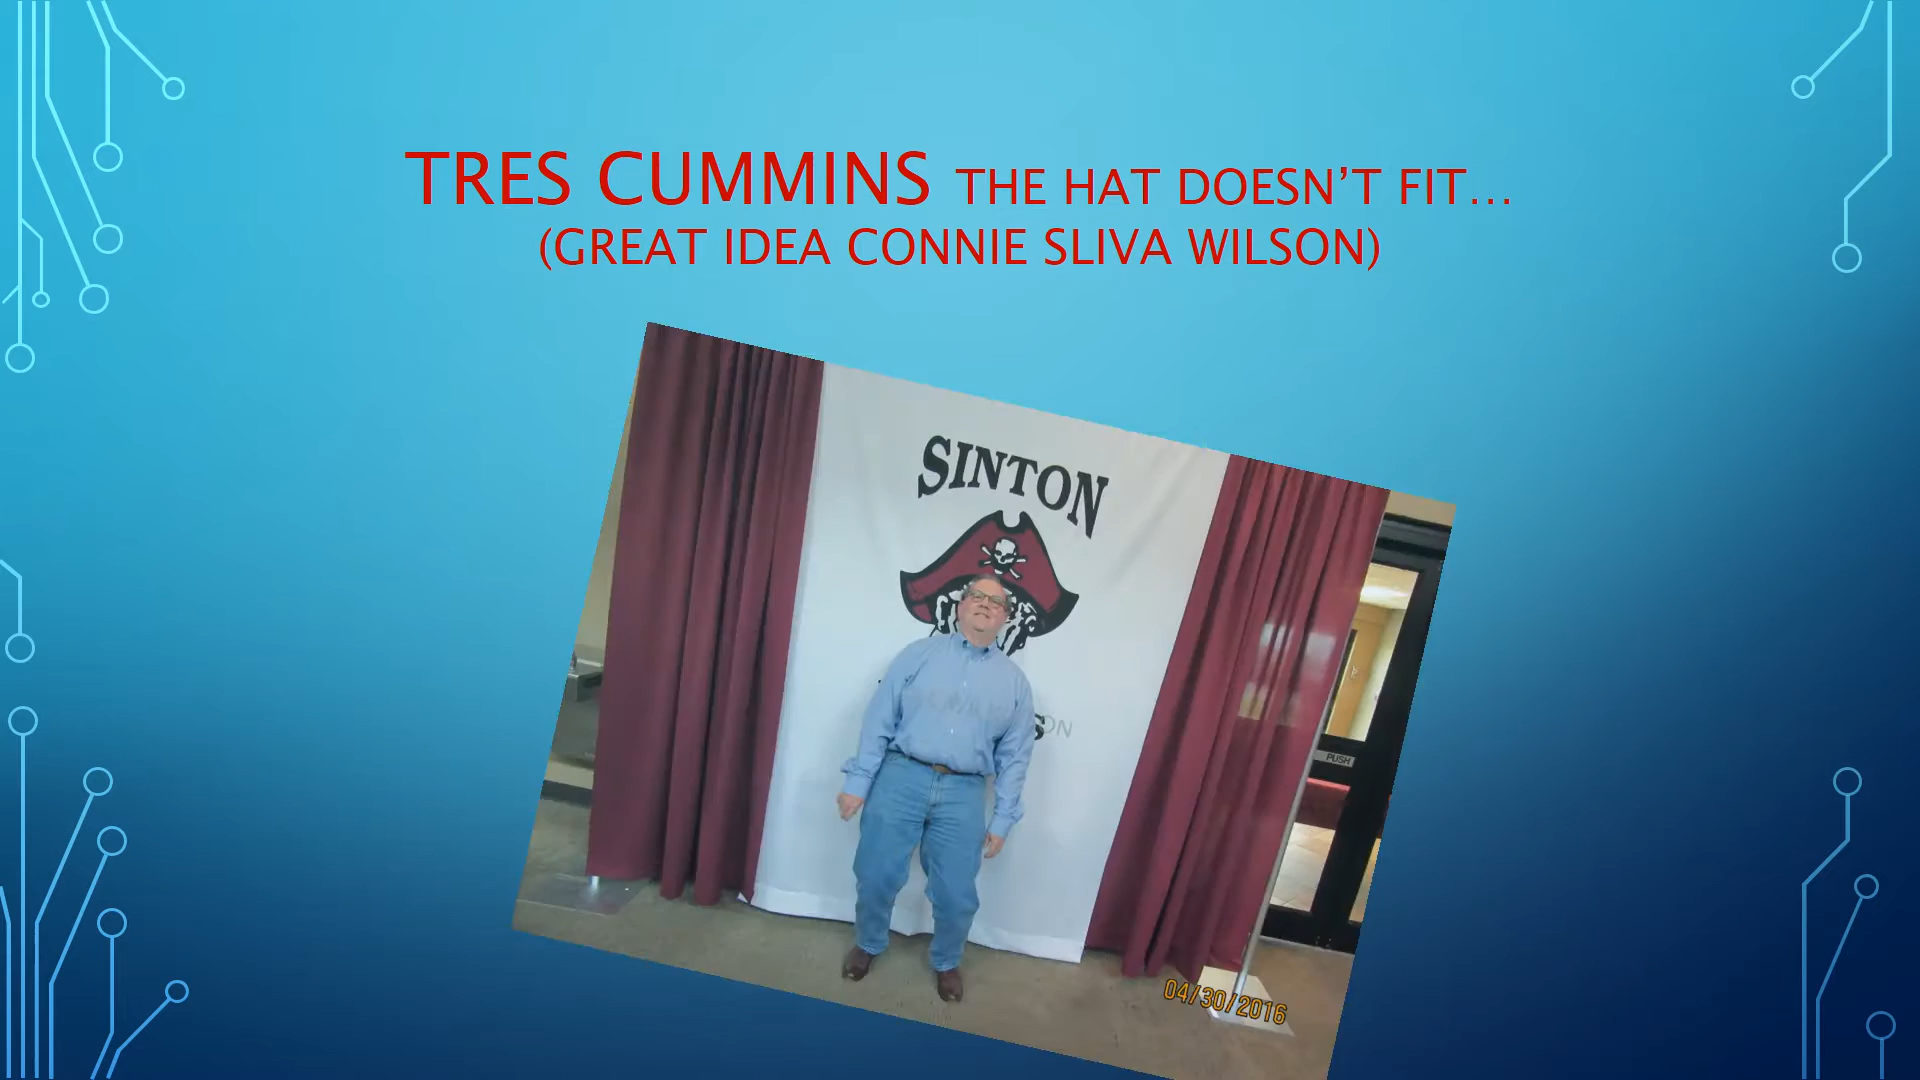 TRES CUMMINS THE HAT DOESN’T FIT…
(GREAT IDEA CONNIE SLIVA WILSON)
SINTON
PUSH
04/30/2016